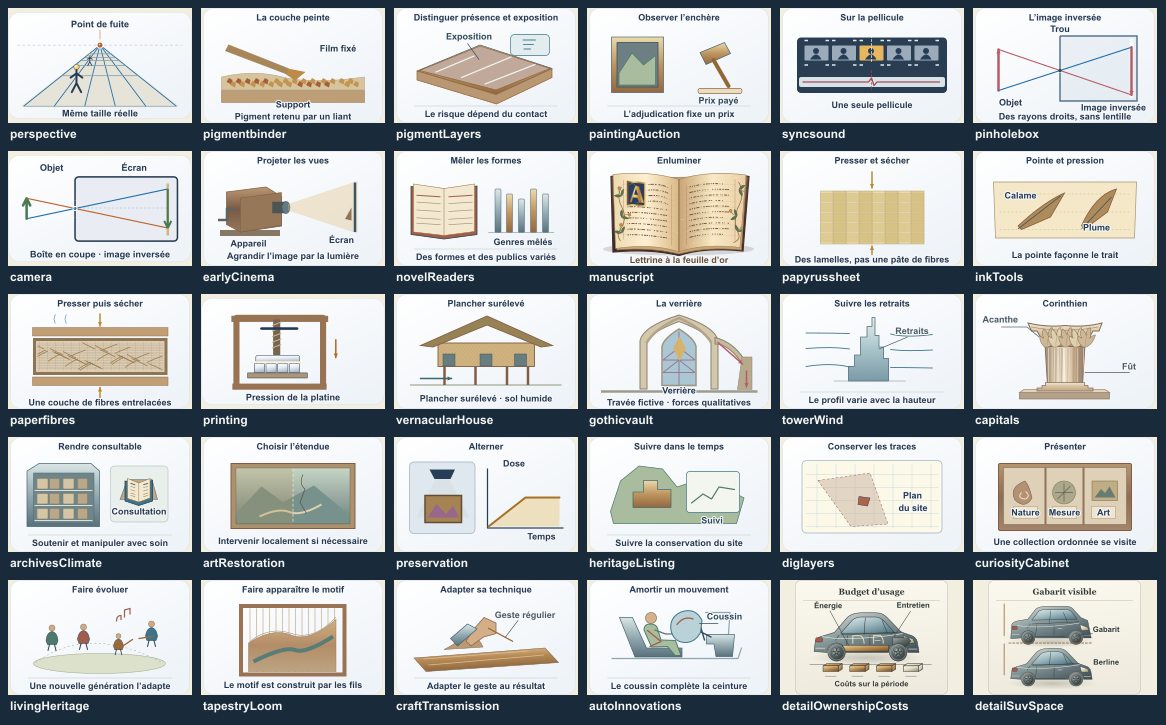 Point de fuite
Même taille réelle
perspective
La couche peinte
Film fixé
Support
Pigment retenu par un liant
pigmentbinder
Distinguer présence et exposition
Exposition
Le risque dépend du contact
pigmentLayers
Observer l'enchère
Prix payé
L'adjudication fixe un prix
paintingAuction
Sur la pellicule
Une seule pellicule
syncsound
L'image inversée
Trou
Objet
Image inversée
Des rayons droits, sans lentille
pinholebox
Objet
Écran
Boîte en coupe · image inversée
camera
Projeter les vues
Appareil
Écran
Agrandir l'image par la lumière
earlyCinema
Mêler les formes
Genres mêlés
Des formes et des publics variés
novelReaders
Enluminer
A
Lettrine à la feuille d'or
manuscript
Presser et sécher
Des lamelles, pas une pâte de fibres
papyrussheet
Pointe et pression
Calame
Plume
La pointe façonne le trait
inkTools
Presser puis sécher
Une couche de fibres entrelacées
paperfibres
Pression de la platine
printing
Plancher surélevé
Plancher surélevé · sol humide
vernacularHouse
La verrière
Verrière
Travée fictive · forces qualitatives
gothicvault
Suivre les retraits
Retraits
Le profil varie avec la hauteur
towerWind
Corinthien
Acanthe
Fût
capitals
Rendre consultable
Consultation
Soutenir et manipuler avec soin
archivesClimate
Choisir l'étendue
Intervenir localement si nécessaire
artRestoration
Alterner
Dose
Temps
preservation
Suivre dans le temps
Suivi
Suivre la conservation du site
heritageListing
Conserver les traces
Plan
du site
diglayers
Présenter
Nature
Mesure
Art
Une collection ordonnée se visite
curiosityCabinet
Faire évoluer
Une nouvelle génération l'adapte
livingHeritage
Faire apparaître le motif
Le motif est construit par les fils
tapestryLoom
Adapter sa technique
Geste régulier
Adapter le geste au résultat
craftTransmission
Amortir un mouvement
Coussin
Le coussin complète la ceinture
autoInnovations
Budget d'usage
Énergie
Entretien
Coûts sur la période
detailOwnershipCosts
Gabarit visible
Gabarit
Berline
detailSuvSpace